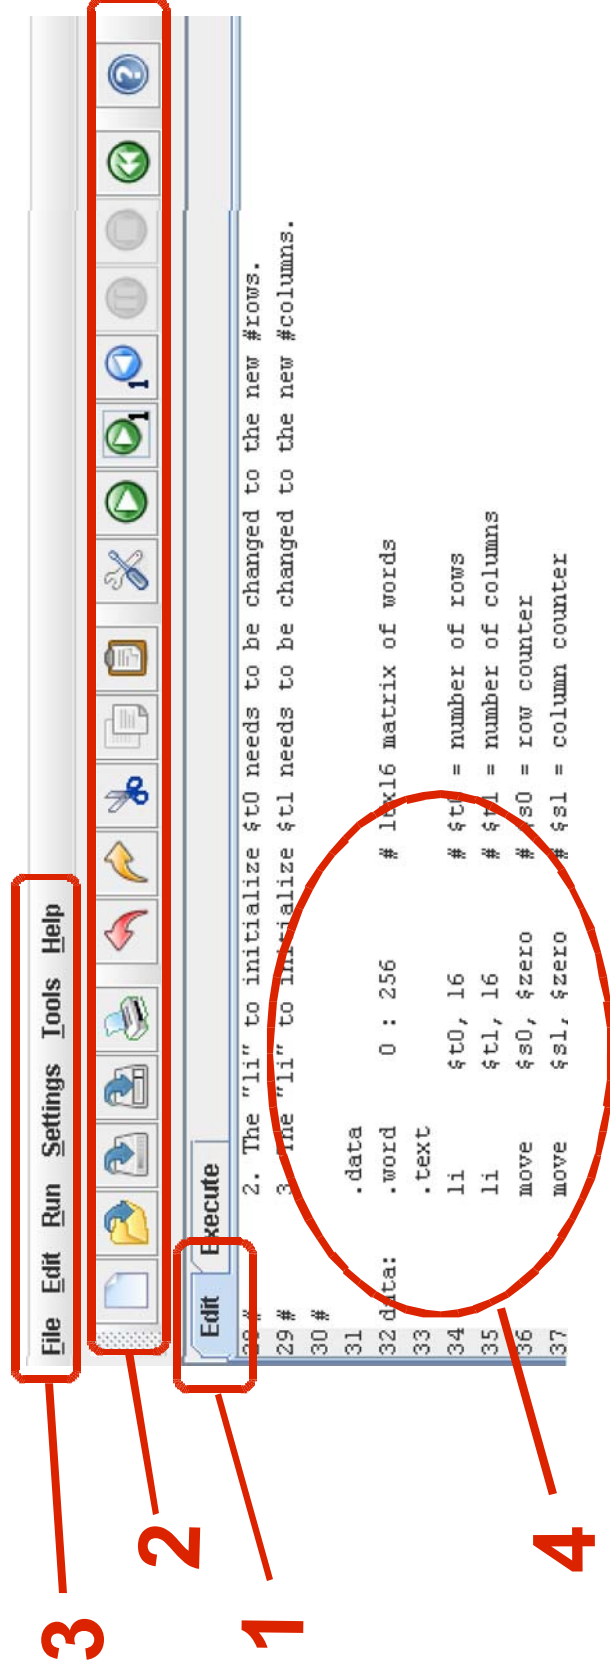 3
File Edit Run Settings Tools Help
2
1
1
1
Edit Execute
28 # 2. The "li" to initialize $t0 needs to be changed to the new #rows.
29 # 3. The "li" to initialize $t1 needs to be changed to the new #columns.
30 #
31 .data
32 data: .word 0 : 256 # 16x16 matrix of words
33 .text
34 li $t0, 16 # $t0 = number of rows
35 li $t1, 16 # $t1 = number of columns
36 move $s0, $zero # $s0 = row counter
37 move $s1, $zero # $s1 = column counter
4